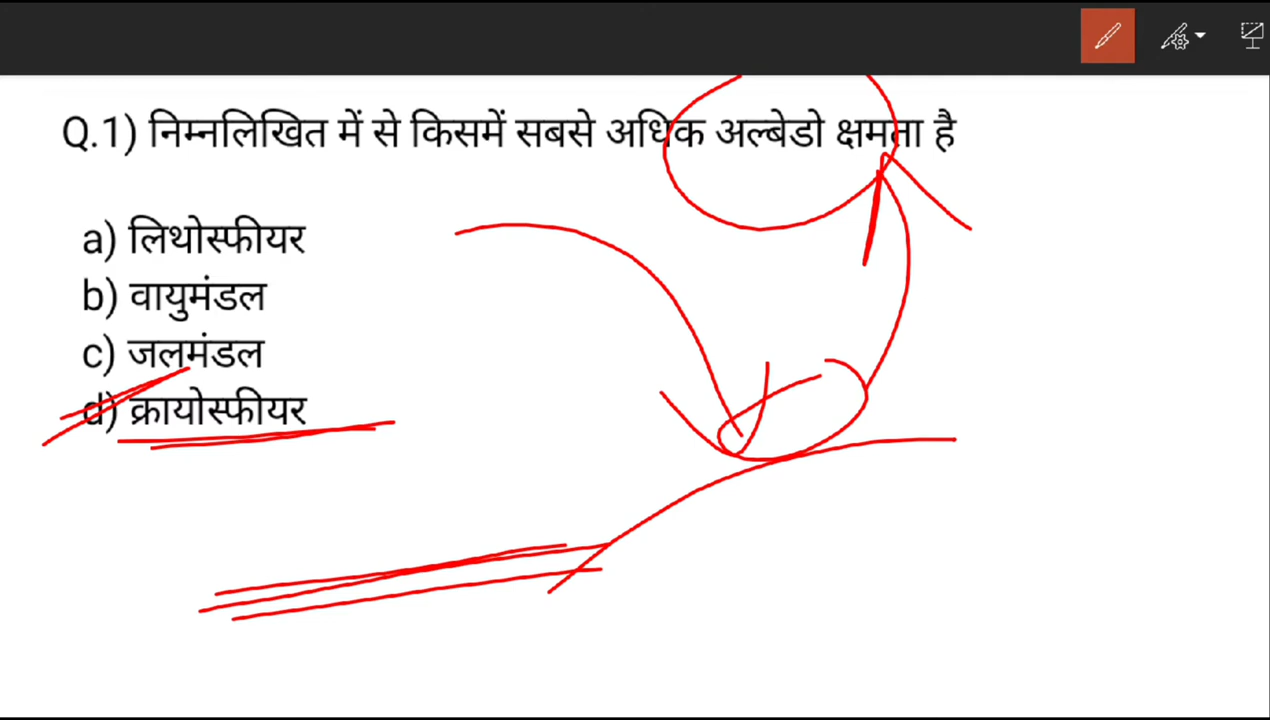 Q.1) निम्नलिखित में से किसमें सबसे अधिक अल्बेडो क्षमता है
a) लिथोस्फीयर
b) वायुमंडल
c) जलमंडल
d) क्रायोस्फीयर